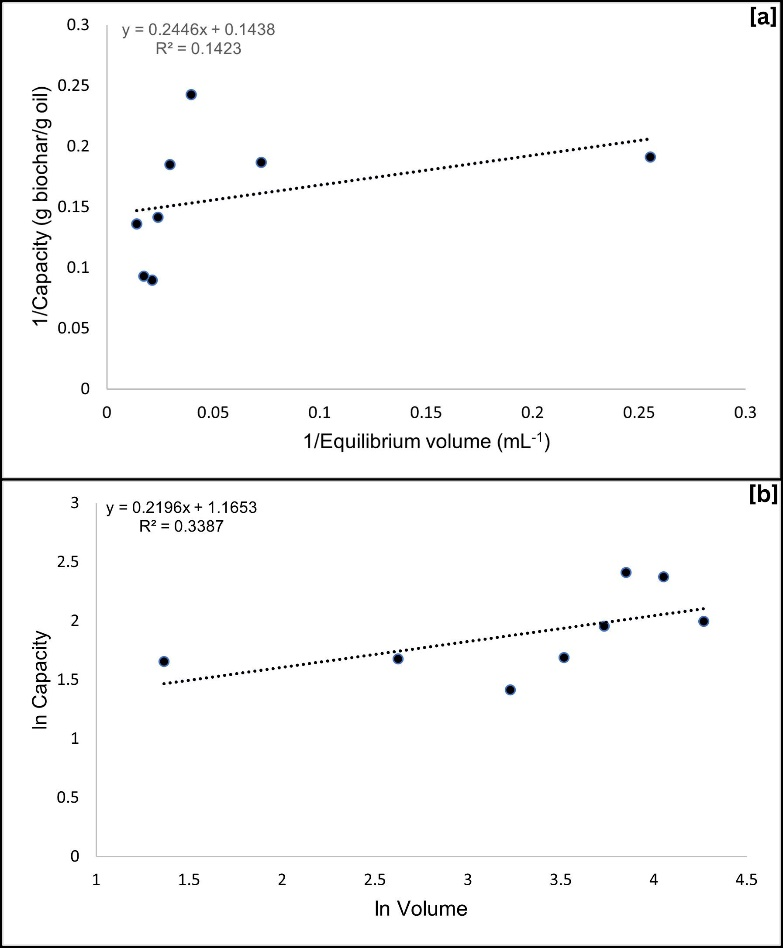 [a]
y = 0.2446x + 0.1438
R² = 0.1423
1/Capacity (g biochar/g oil)
0.3
0.25
0.2
0.15
0.1
0.05
0
0 0.05 0.1 0.15 0.2 0.25 0.3
1/Equilibrium volume (mL⁻¹)
[b]
y = 0.2196x + 1.1653
R² = 0.3387
ln Capacity
3
2.5
2
1.5
1
0.5
0
1 1.5 2 2.5 3 3.5 4 4.5
ln Volume